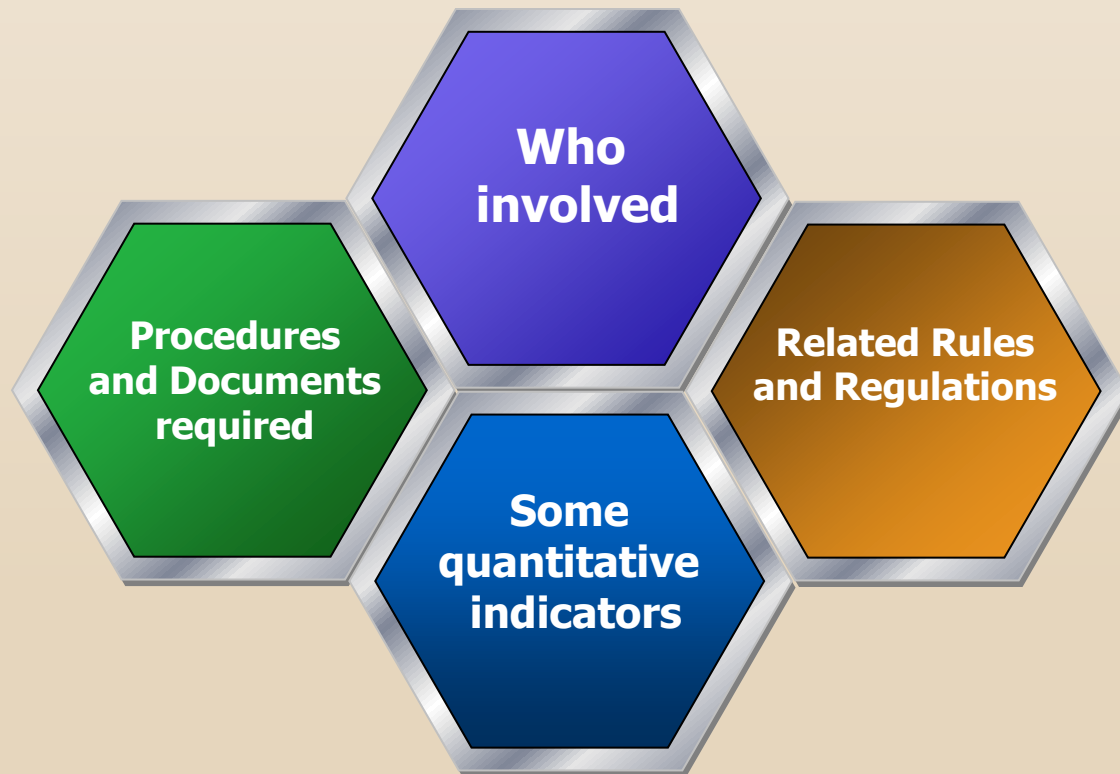 Who
involved
Procedures
and Documents
required
Related Rules
and Regulations
Some
quantitative
indicators